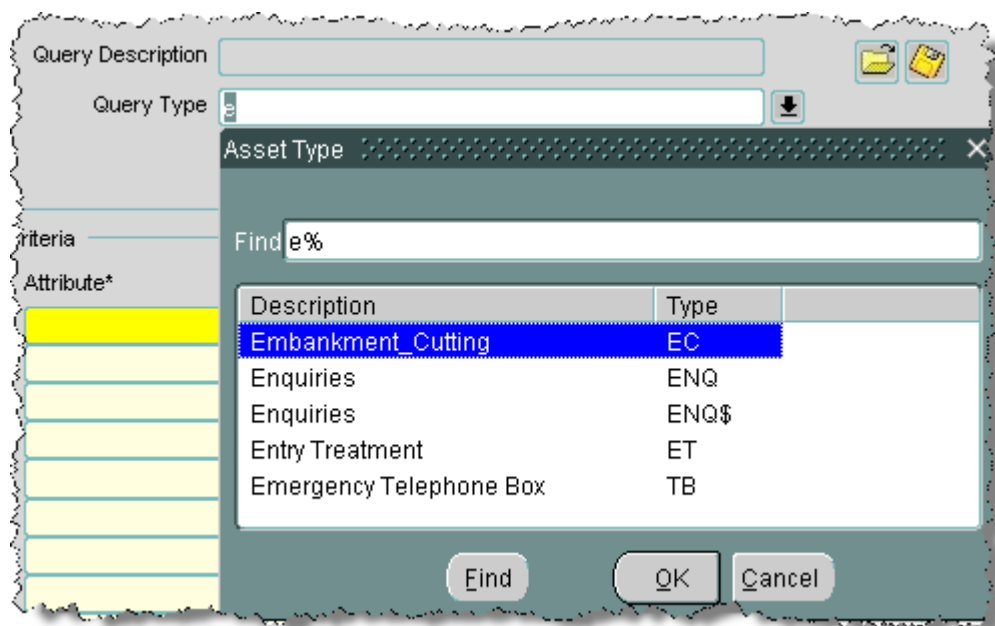 Query Description
Query Type e
Asset Type
Find e%
riteria
Attribute*
Description Type
Embankment_Cutting EC
Enquiries ENQ
Enquiries ENQ$
Entry Treatment ET
Emergency Telephone Box TB
Find OK Cancel